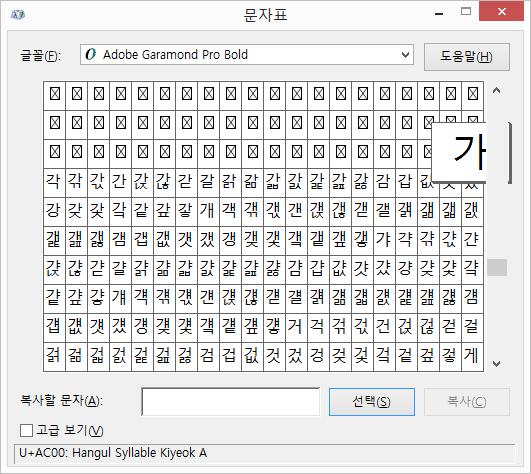 문자표
글꼴(F):
Adobe Garamond Pro Bold
도움말(H)
가
각 갂 갃 간 갅 갆 갇 갈 갉 갊 갋 갌 갍 갎 갏 감 갑 값 갓 갔
강 갖 갗 갘 같 갚 갛 개 객 갞 갟 갠 갡 갢 갣 갤 갥 갦 갧 갨
갩 갪 갫 갬 갭 갮 갯 갰 갱 갲 갳 갴 갵 갶 갷 갸 갹 갺 갻 갼
갽 갾 갿 걀 걁 걂 걃 걄 걅 걆 걇 걈 걉 걊 걋 걌 걍 걎 걏 걐
걑 걒 걓 걔 걕 걖 걗 걘 걙 걚 걛 걜 걝 걞 걟 걠 걡 걢 걣 걤
걥 걦 걧 걨 걩 걪 걫 걬 걭 걮 걯 거 걱 걲 걳 건 걵 걶 걷 걸
걹 걺 걻 걼 걽 걾 걿 검 겁 겂 것 겄 겅 겆 겇 겈 겉 겊 겋 게
복사할 문자(A):
선택(S)
복사(C)
고급 보기(V)
U+AC00: Hangul Syllable Kiyeok A